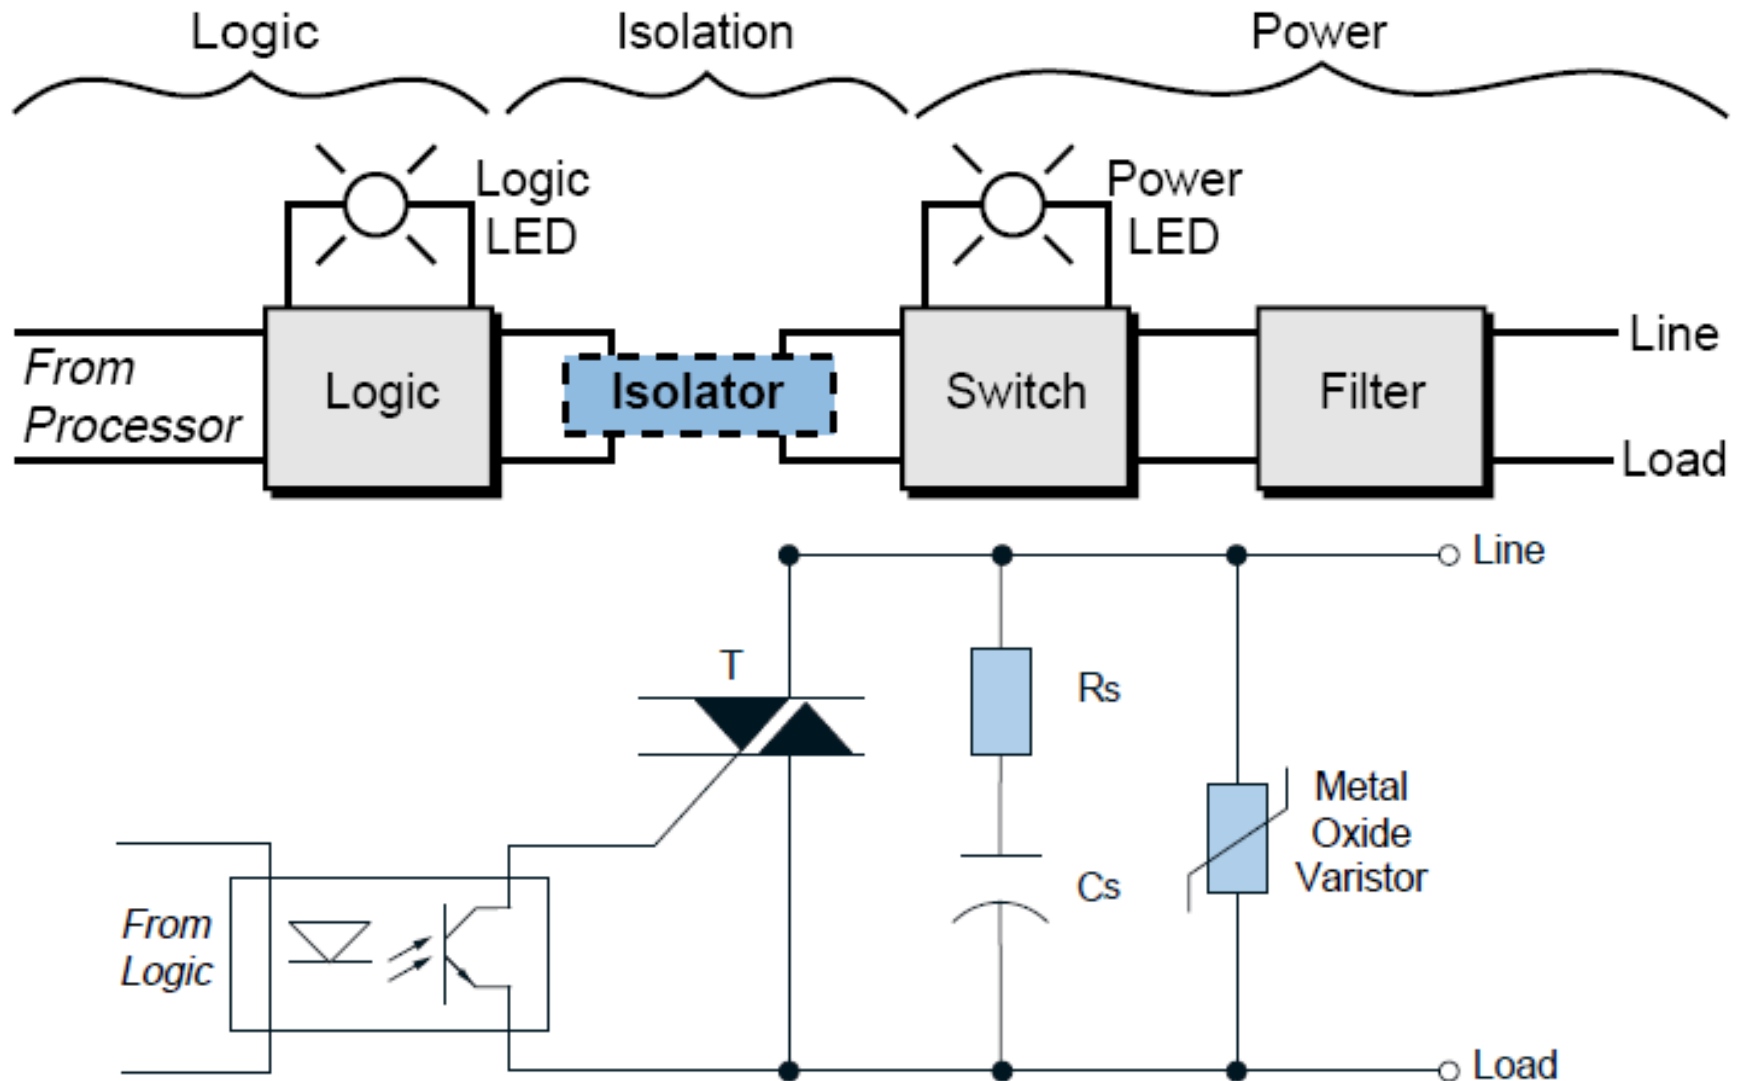 Logic
Isolation
Power
Logic
LED
Power
LED
From
Processor
Logic
Isolator
Switch
Filter
Line
Load
Line
T
Rs
Metal
Oxide
Varistor
Cs
From
Logic
Load